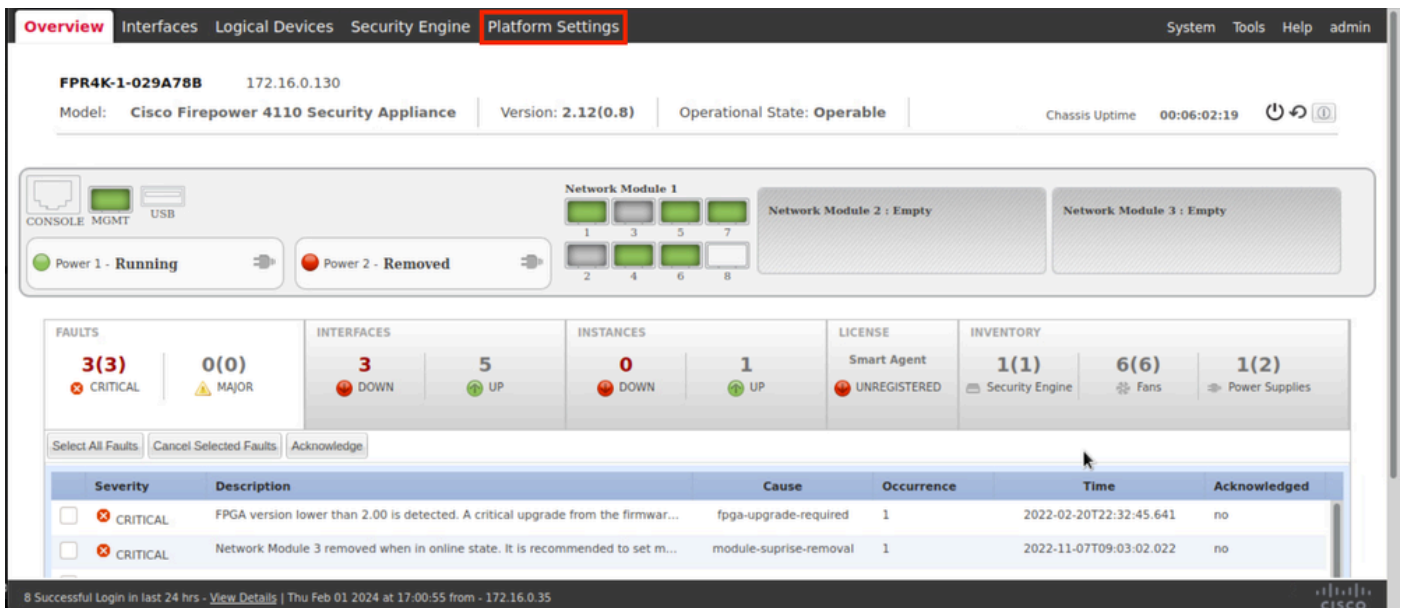 Overview Interfaces Logical Devices Security Engine Platform Settings System Tools Help admin
FPR4K-1-029A78B 172.16.0.130
Model: Cisco Firepower 4110 Security Appliance Version: 2.12(0.8) Operational State: Operable Chassis Uptime 00:06:02:19
Network Module 1
CONSOLE MGMT USB
1 3 5 7
Network Module 2 : Empty Network Module 3 : Empty
Power 1 - Running Power 2 - Removed
2 4 6 8
FAULTS INTERFACES INSTANCES LICENSE INVENTORY
3(3) 0(0) 3 5 0 1 Smart Agent 1(1) 6(6) 1(2)
CRITICAL MAJOR DOWN UP DOWN UP UNREGISTERED Security Engine Fans Power Supplies
Select All Faults Cancel Selected Faults Acknowledge
Severity Description Cause Occurrence Time Acknowledged
CRITICAL FPGA version lower than 2.00 is detected. A critical upgrade from the firmwar... fpga-upgrade-required 1 2022-02-20T22:32:45.641 no
CRITICAL Network Module 3 removed when in online state. It is recommended to set m... module-suprise-removal 1 2022-11-07T09:03:02.022 no
8 Successful Login in last 24 hrs - View Details | Thu Feb 01 2024 at 17:00:55 from - 172.16.0.35
CISCO